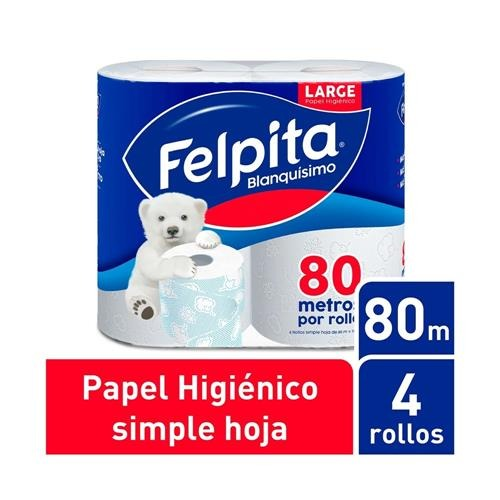 LARGE
Papel Higiénico
Felpita®
Blanquísimo
80
metros
por rollo
80m
4
rollos
Papel Higiénico
simple hoja